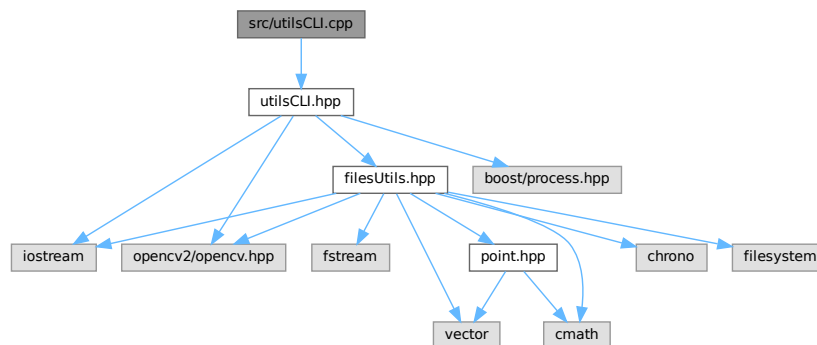 src/utilsCLI.cpp
utilsCLI.hpp
filesUtils.hpp
boost/process.hpp
iostream
opencv2/opencv.hpp
fstream
point.hpp
chrono
filesystem
vector
cmath